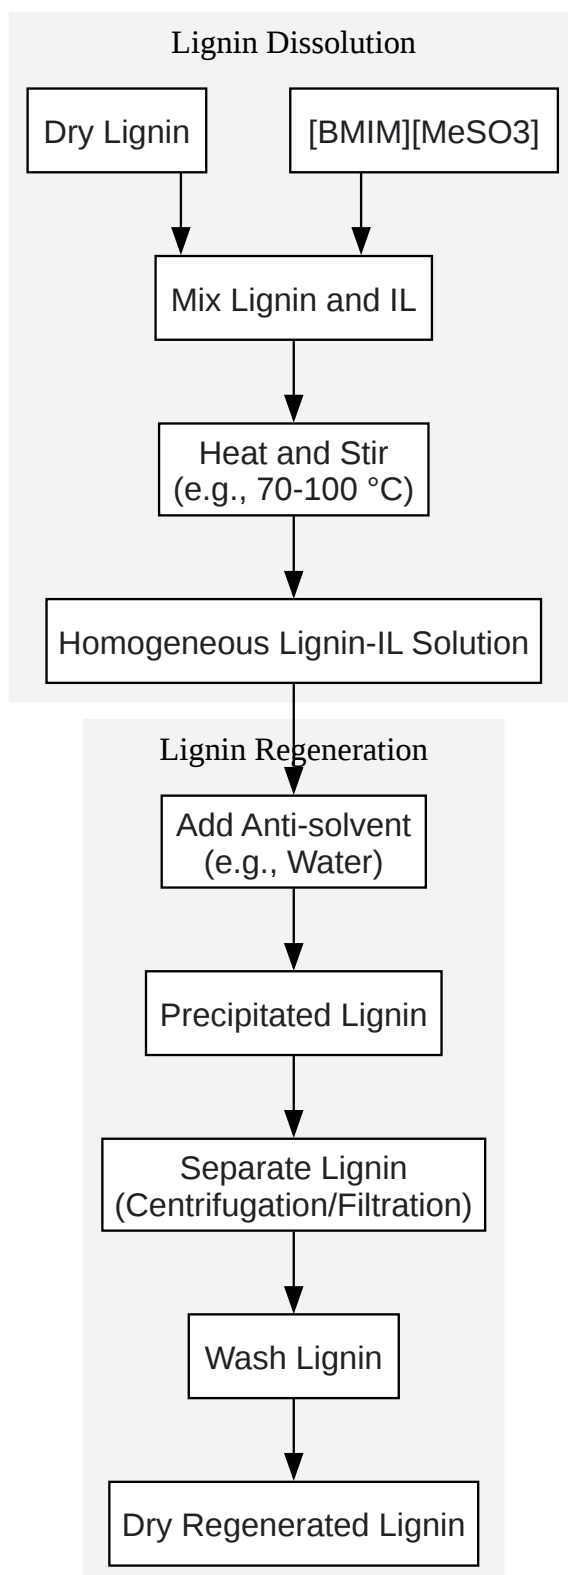 Lignin Dissolution
Dry Lignin
[BMIM][MeSO3]
Mix Lignin and IL
Heat and Stir
(e.g., 70-100 °C)
Homogeneous Lignin-IL Solution
Lignin Regeneration
Add Anti-solvent
(e.g., Water)
Precipitated Lignin
Separate Lignin
(Centrifugation/Filtration)
Wash Lignin
Dry Regenerated Lignin